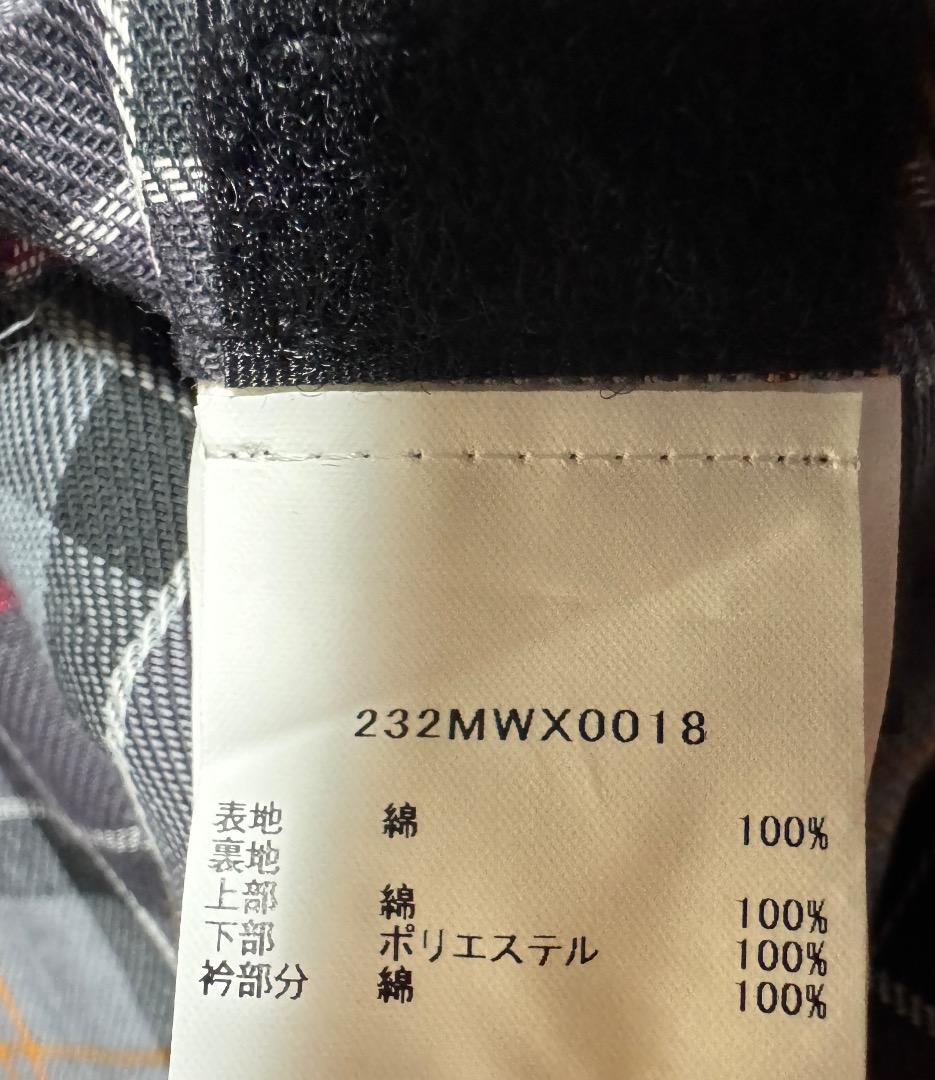 232MWX0018
表地 綿 100%
裏地
上部 綿 100%
下部 ポリエステル 100%
衿部分 綿 100%